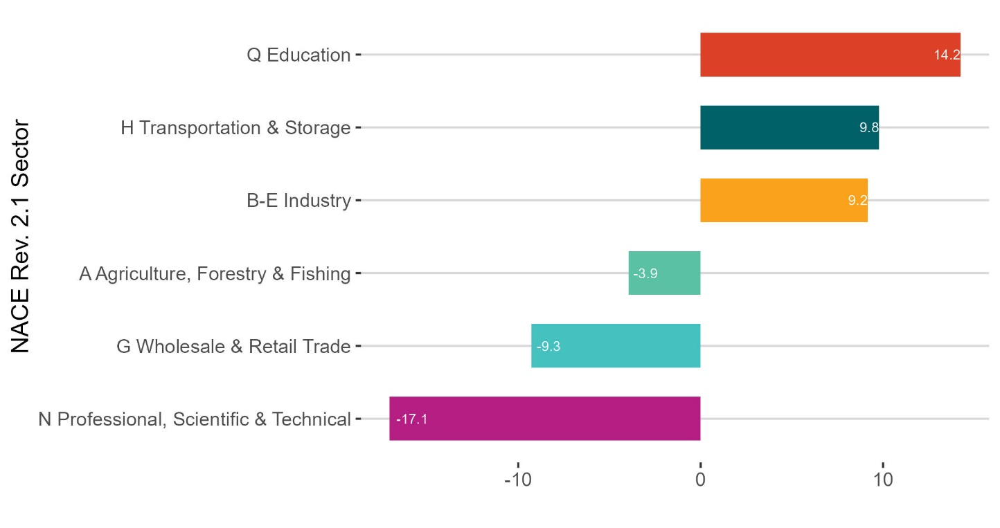 NACE Rev. 2.1 Sector
Q Education
14.2
H Transportation & Storage
9.8
B-E Industry
9.2
A Agriculture, Forestry & Fishing
-3.9
G Wholesale & Retail Trade
-9.3
N Professional, Scientific & Technical
-17.1
-10
0
10